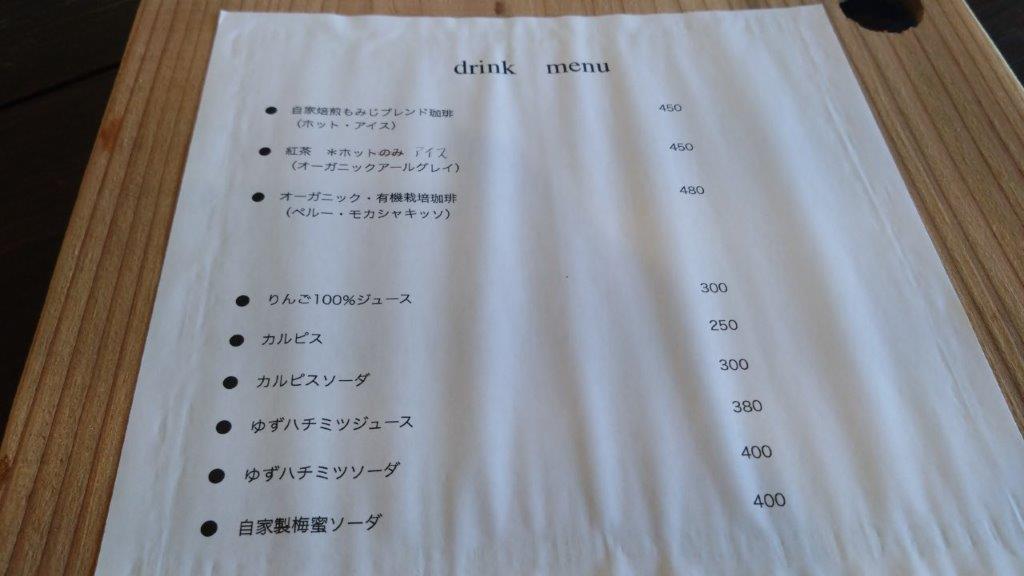 drink menu
● 自家焙煎もみじブレンド珈琲 450
（ホット・アイス）
● 紅茶 ＊ホットのみ アイス 450
（オーガニックアールグレイ）
● オーガニック・有機栽培珈琲 480
（ペルー・モカシャキッソ）
● りんご100%ジュース 300
● カルピス 250
● カルピスソーダ 300
● ゆずハチミツジュース 380
● ゆずハチミツソーダ 400
● 自家製梅蜜ソーダ 400